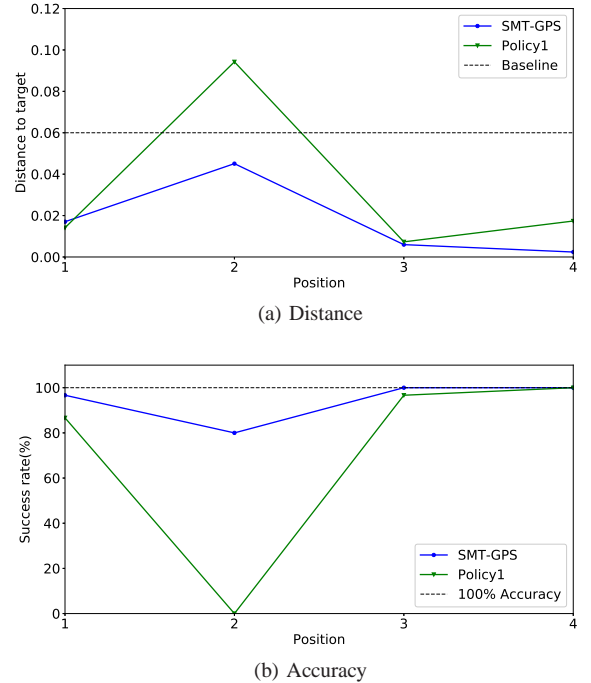 0.12
0.10
0.08
0.06
0.04
0.02
0.00
Distance to target
SMT-GPS
Policy1
Baseline
1 2 3 4
Position
(a) Distance
100
80
60
40
20
0
Success rate(%)
SMT-GPS
Policy1
100% Accuracy
1 2 3 4
Position
(b) Accuracy